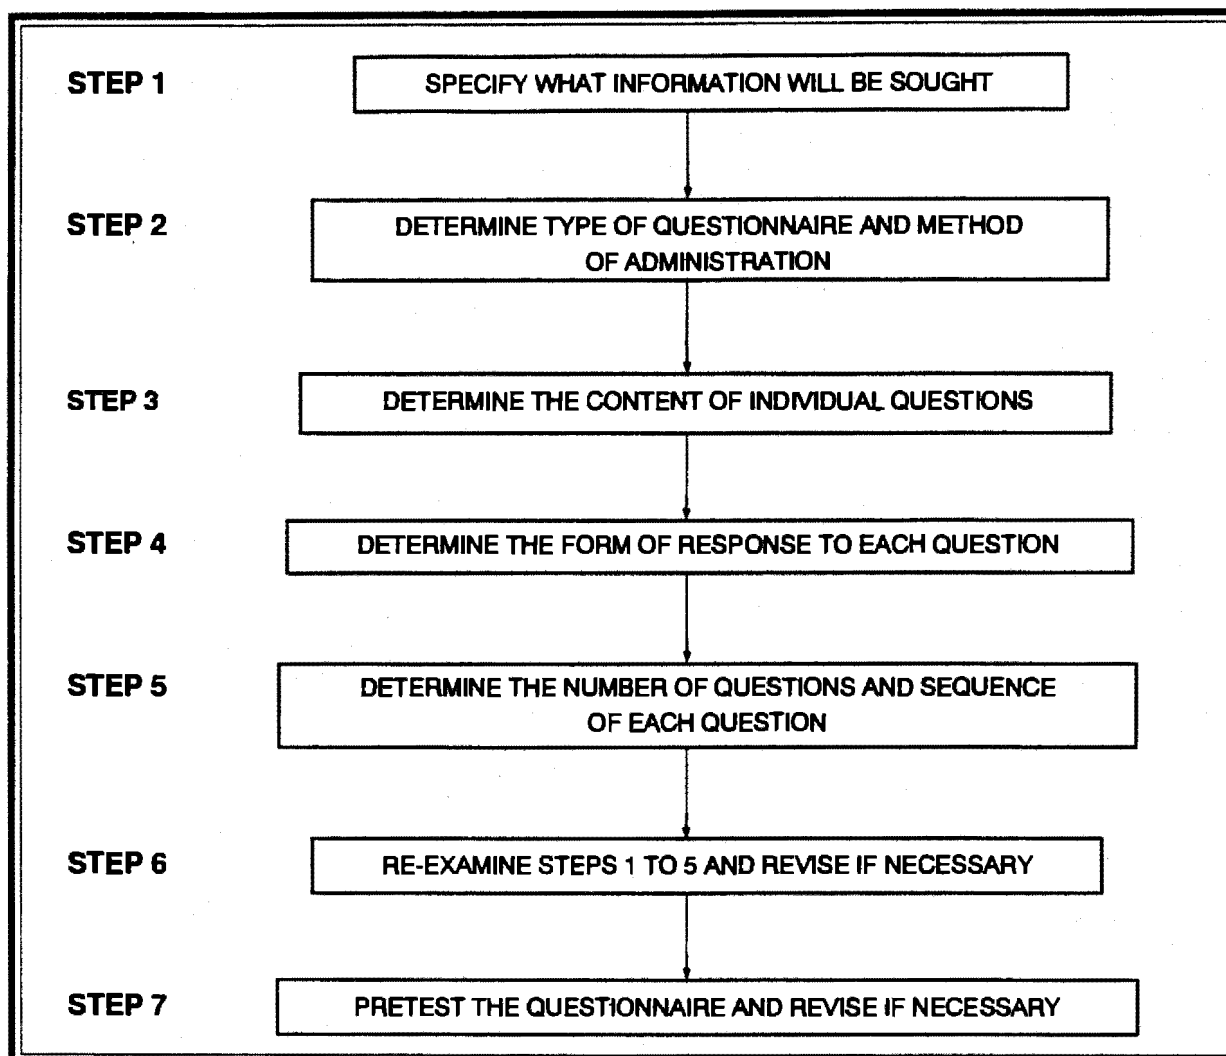 STEP 1
SPECIFY WHAT INFORMATION WILL BE SOUGHT
STEP 2
DETERMINE TYPE OF QUESTIONNAIRE AND METHOD
OF ADMINISTRATION
STEP 3
DETERMINE THE CONTENT OF INDIVIDUAL QUESTIONS
STEP 4
DETERMINE THE FORM OF RESPONSE TO EACH QUESTION
STEP 5
DETERMINE THE NUMBER OF QUESTIONS AND SEQUENCE
OF EACH QUESTION
STEP 6
RE-EXAMINE STEPS 1 TO 5 AND REVISE IF NECESSARY
STEP 7
PRETEST THE QUESTIONNAIRE AND REVISE IF NECESSARY